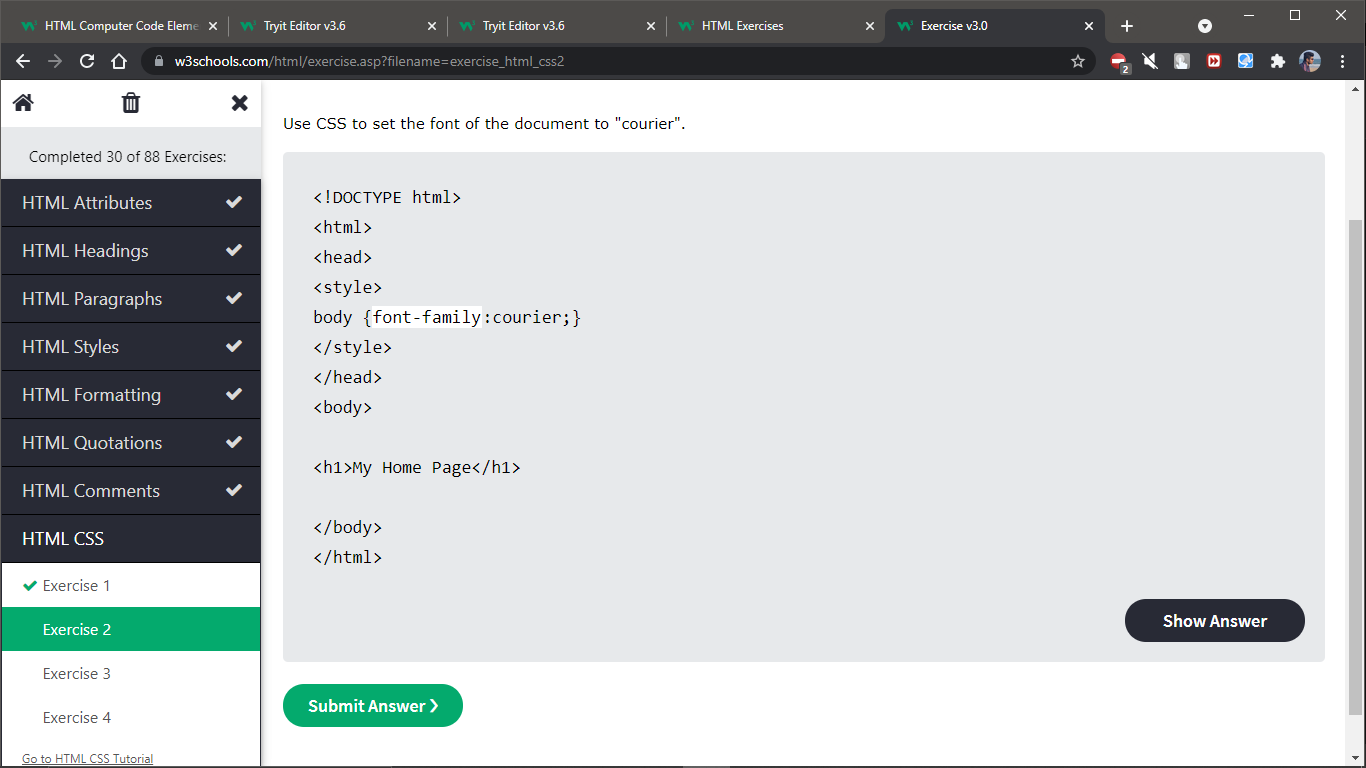 HTML Computer Code Eleme
Tryit Editor v3.6
Tryit Editor v3.6
HTML Exercises
Exercise v3.0
w3schools.com/html/exercise.asp?filename=exercise_html_css2
2
Completed 30 of 88 Exercises:
HTML Attributes
HTML Headings
HTML Paragraphs
HTML Styles
HTML Formatting
HTML Quotations
HTML Comments
HTML CSS
Exercise 1
Exercise 2
Exercise 3
Exercise 4
Go to HTML CSS Tutorial
Use CSS to set the font of the document to "courier".
<!DOCTYPE html>
<html>
<head>
<style>
body {font-family:courier;}
</style>
</head>
<body>
<h1>My Home Page</h1>
</body>
</html>
Show Answer
Submit Answer ❯